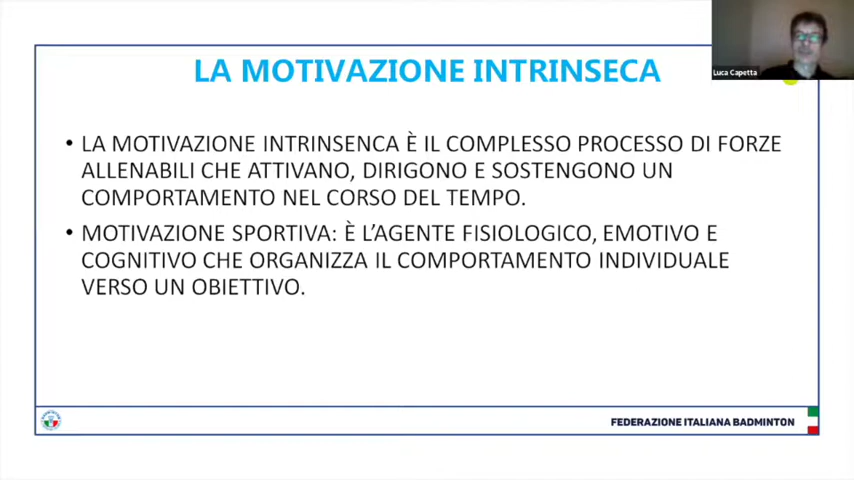 Luca Capetta
LA MOTIVAZIONE INTRINSECA
• LA MOTIVAZIONE INTRINSENCA È IL COMPLESSO PROCESSO DI FORZE
ALLENABILI CHE ATTIVANO, DIRIGONO E SOSTENGONO UN
COMPORTAMENTO NEL CORSO DEL TEMPO.
• MOTIVAZIONE SPORTIVA: È L'AGENTE FISIOLOGICO, EMOTIVO E
COGNITIVO CHE ORGANIZZA IL COMPORTAMENTO INDIVIDUALE
VERSO UN OBIETTIVO.
FEDERAZIONE ITALIANA BADMINTON